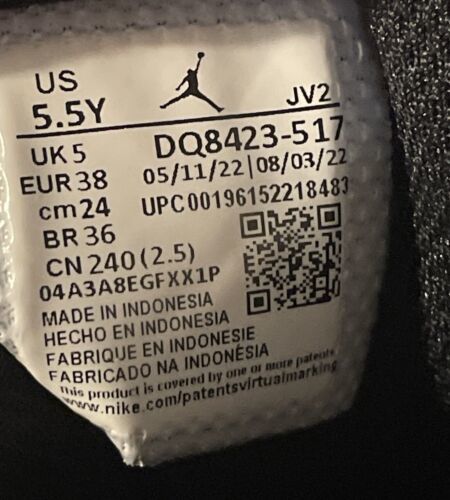 US
5.5Y
JV2
UK 5
DQ8423-517
EUR 38
05/11/22 | 08/03/22
cm 24
UPC 00196152218483
BR 36
CN 240 (2.5)
04A3A8EGFXX1P
MADE IN INDONESIA
HECHO EN INDONESIA
FABRIQUE EN INDONESIE
FABRICADO NA INDONÉSIA
This product is covered by one or more patents
www.nike.com/patentsvirtualmarking